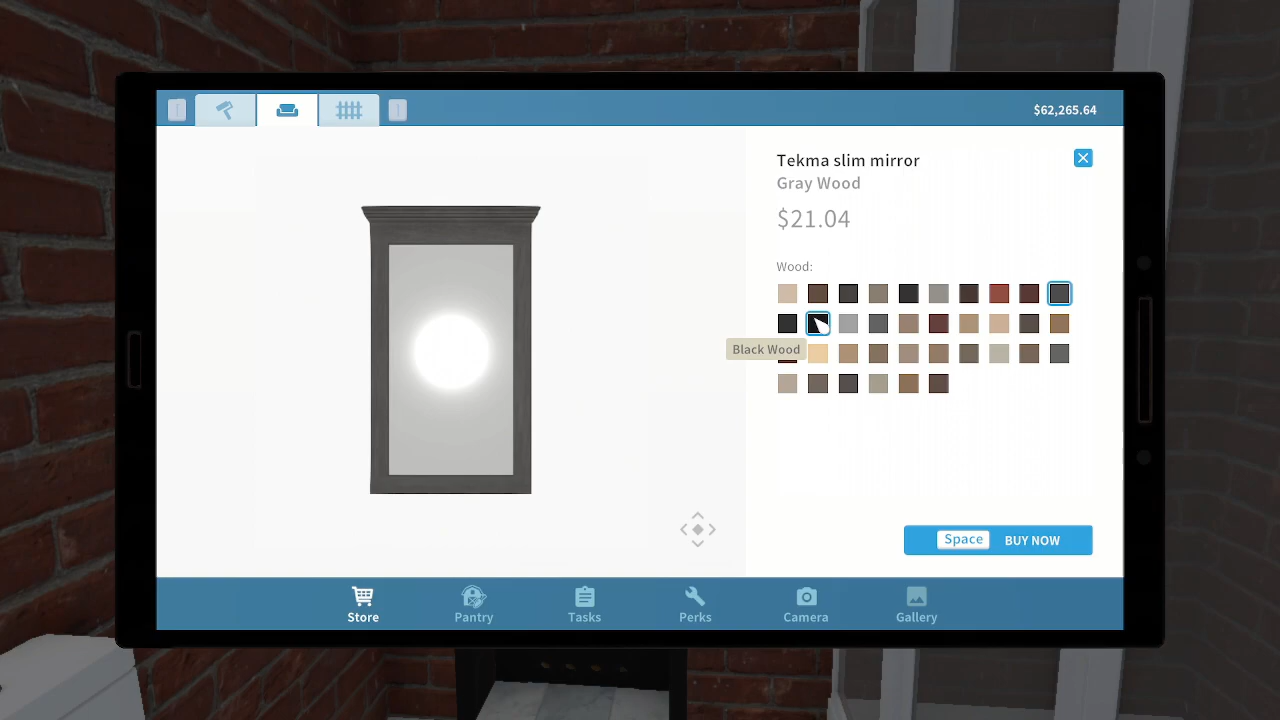 $62,265.64
Tekma slim mirror
Gray Wood
$21.04
Wood:
Black Wood
Space BUY NOW
Store Pantry Tasks Perks Camera Gallery